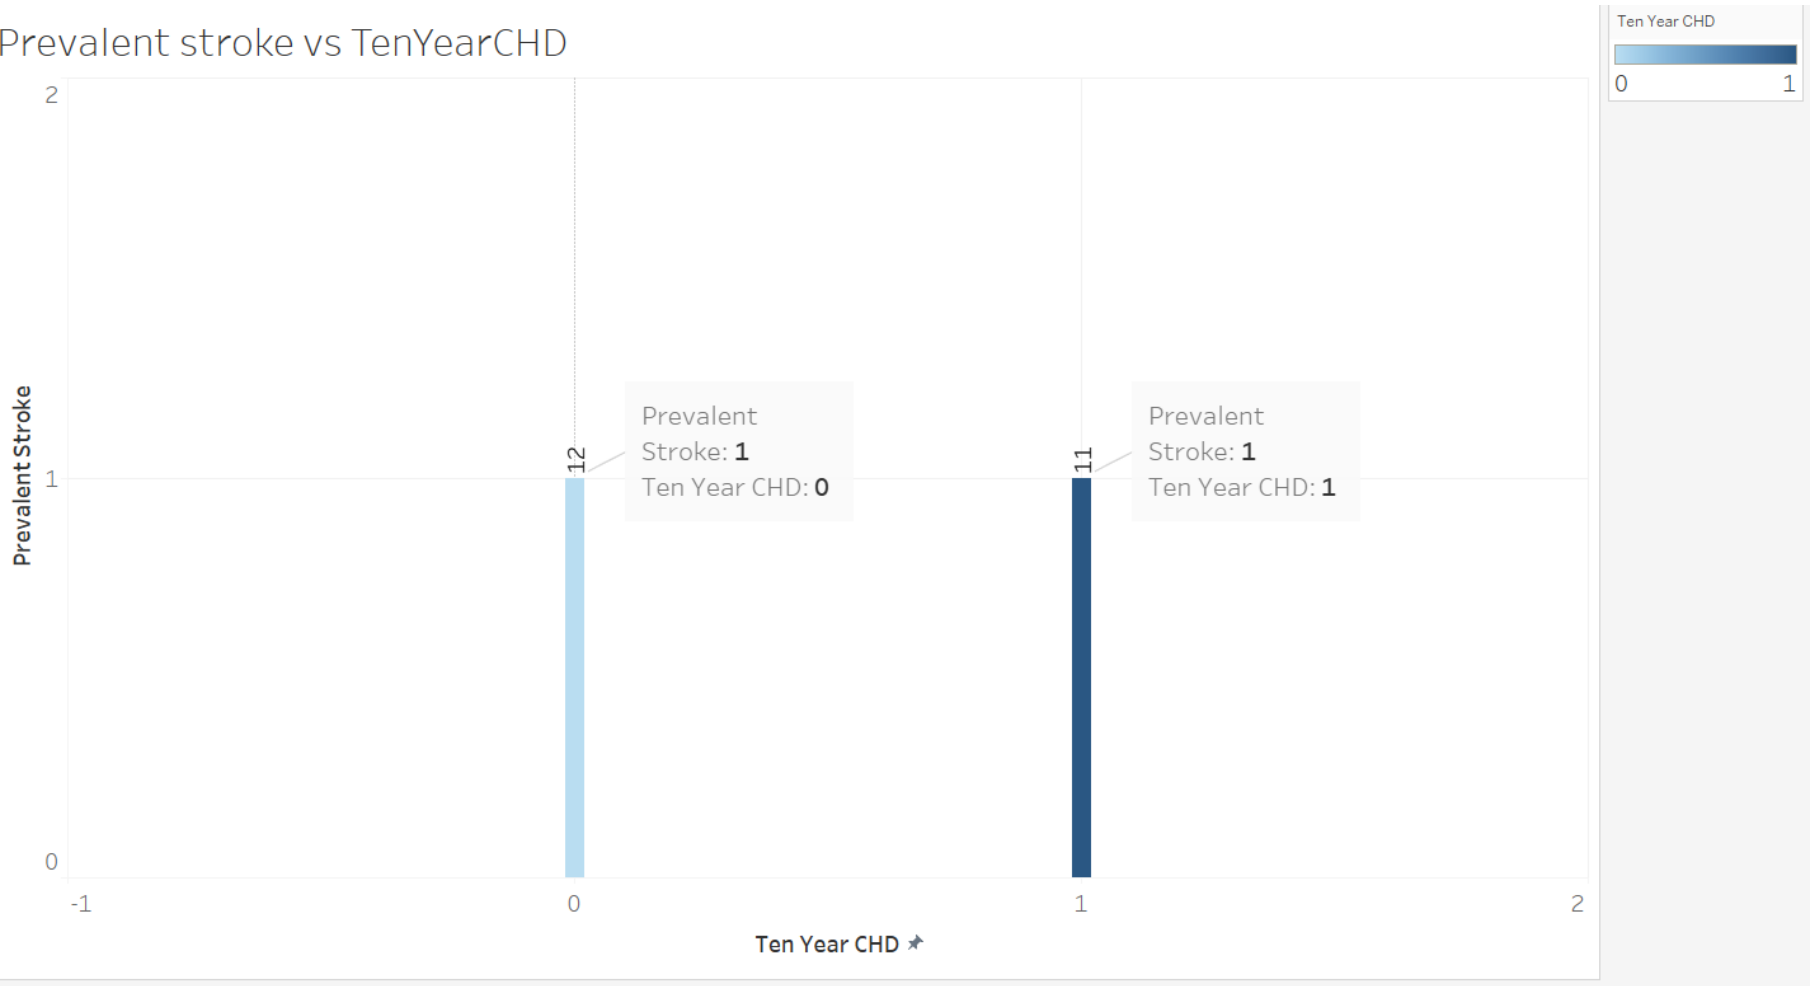 Prevalent stroke vs TenYearCHD
Ten Year CHD
0 1
2
1
0
Prevalent Stroke
12
Prevalent
Stroke: 1
Ten Year CHD: 0
11
Prevalent
Stroke: 1
Ten Year CHD: 1
-1 0 1 2
Ten Year CHD